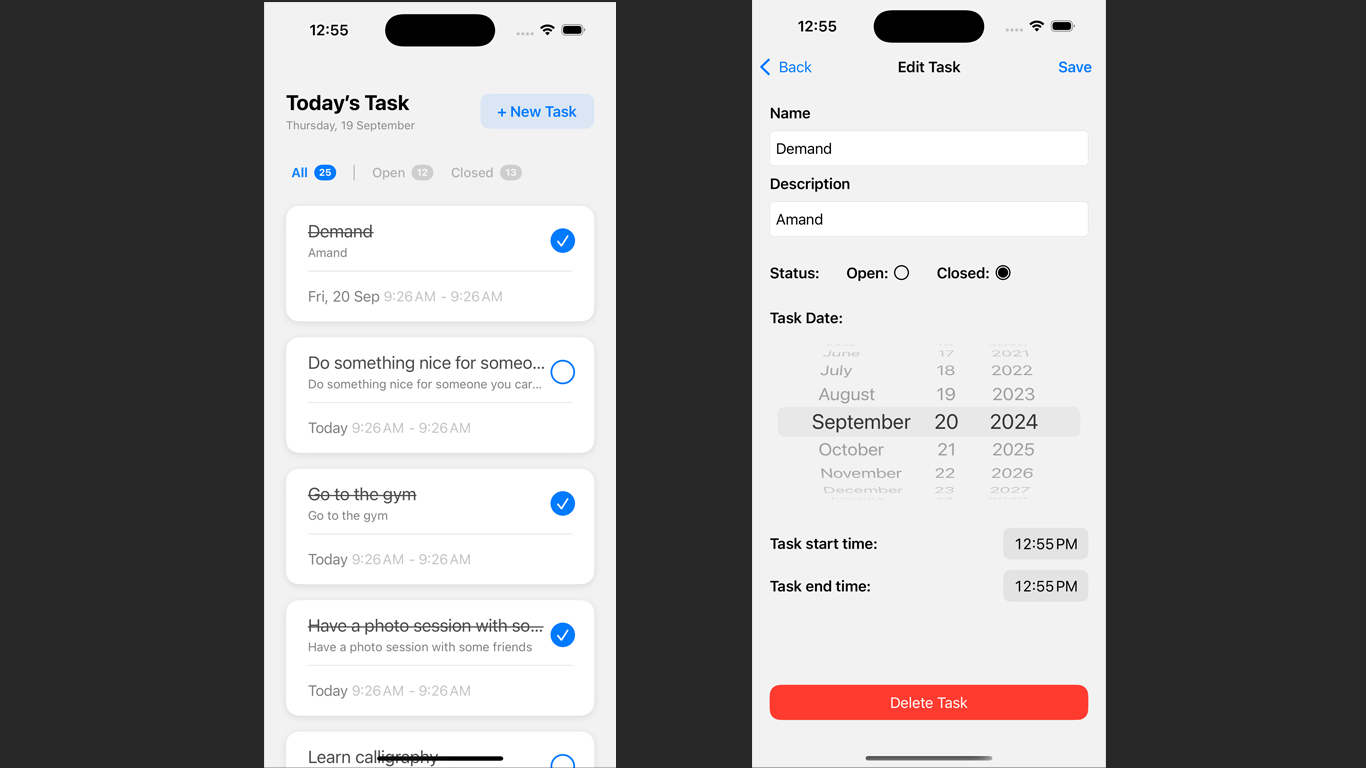 12:55
Today's Task
+ New Task
Thursday, 19 September
All 25 | Open 12 Closed 13
Demand
Amand
Fri, 20 Sep 9:26 AM - 9:26 AM
Do something nice for someo...
Do something nice for someone you car...
Today 9:26 AM - 9:26 AM
Go to the gym
Go to the gym
Today 9:26 AM - 9:26 AM
Have a photo session with so...
Have a photo session with some friends
Today 9:26 AM - 9:26 AM
Learn calligraphy
12:55
Back Edit Task Save
Name
Demand
Description
Amand
Status: Open: Closed:
Task Date:
June 17 2021
July 18 2022
August 19 2023
September 20 2024
October 21 2025
November 22 2026
December 23 2027
Task start time: 12:55 PM
Task end time: 12:55 PM
Delete Task